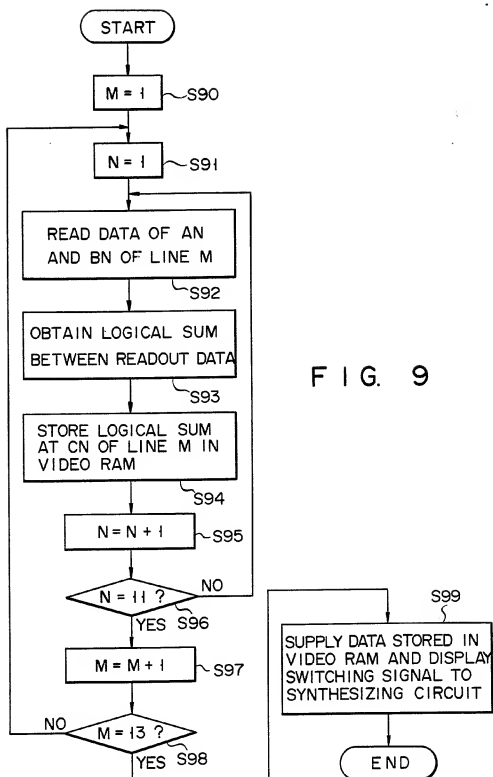 START
M = 1
S90
N = 1
S91
READ DATA OF AN
AND BN OF LINE M
S92
OBTAIN LOGICAL SUM
BETWEEN READOUT DATA
S93
STORE LOGICAL SUM
AT CN OF LINE M IN
VIDEO RAM
S94
N = N + 1
S95
N = 11 ?
NO
S96
YES
M = M + 1
S97
M = 13 ?
NO
S98
YES
FIG. 9
S99
SUPPLY DATA STORED IN
VIDEO RAM AND DISPLAY
SWITCHING SIGNAL TO
SYNTHESIZING CIRCUIT
END